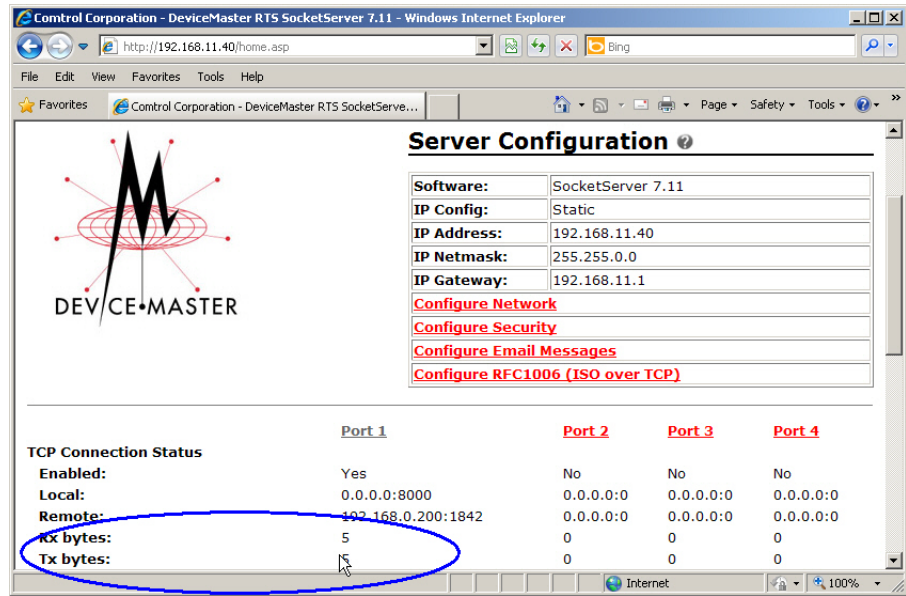 Comtrol Corporation - DeviceMaster RTS SocketServer 7.11 - Windows Internet Explorer
http://192.168.11.40/home.asp
Bing
File Edit View Favorites Tools Help
Favorites
Comtrol Corporation - DeviceMaster RTS SocketServe...
Page Safety Tools
DEVICE•MASTER
Server Configuration
Software: SocketServer 7.11
IP Config: Static
IP Address: 192.168.11.40
IP Netmask: 255.255.0.0
IP Gateway: 192.168.11.1
Configure Network
Configure Security
Configure Email Messages
Configure RFC1006 (ISO over TCP)
Port 1 Port 2 Port 3 Port 4
TCP Connection Status
Enabled: Yes No No No
Local: 0.0.0.0:8000 0.0.0.0:0 0.0.0.0:0 0.0.0.0:0
Remote: 192.168.0.200:1842 0.0.0.0:0 0.0.0.0:0 0.0.0.0:0
Rx bytes: 5 0 0 0
Tx bytes: 5 0 0 0
Internet 100%